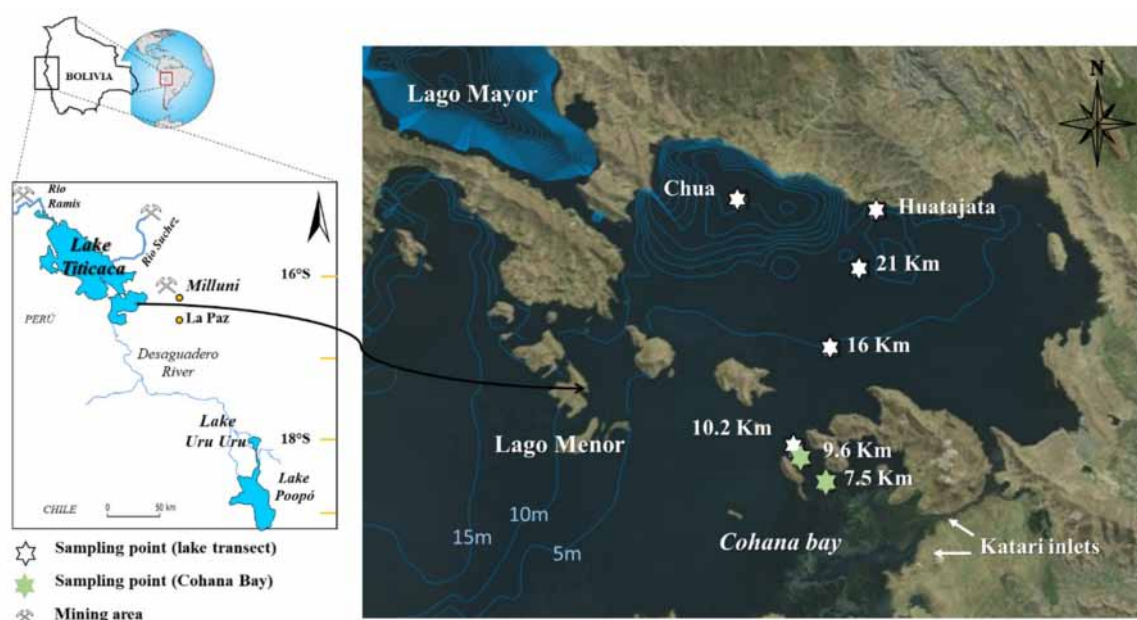 BOLIVIA
Rio
Ramis
Rio Suchez
Lake
Titicaca
16°S
Milluni
La Paz
PERÚ
Desaguadero
River
Lake
Uru Uru
18°S
Lake
Poopó
CHILE
0
50 km
Sampling point (lake transect)
Sampling point (Cohana Bay)
Mining area
Lago Mayor
N
Chua
Huatajata
21 Km
16 Km
10.2 Km
9.6 Km
7.5 Km
Lago Menor
15m
10m
5m
Cohana bay
Katari inlets